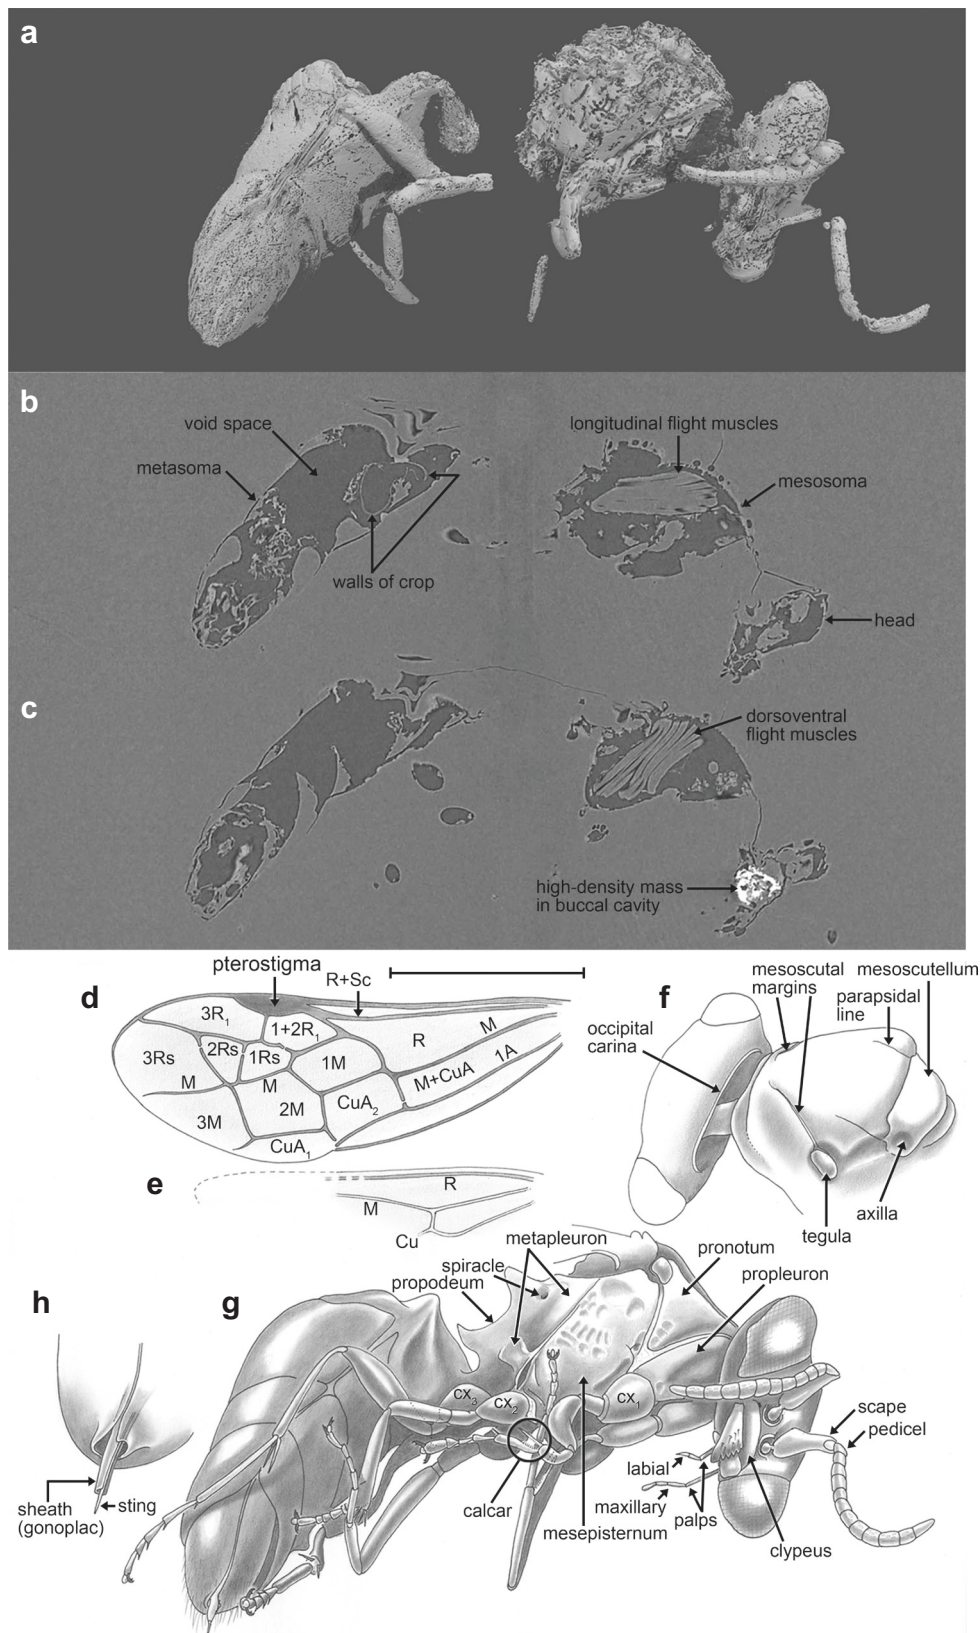 a
b
void space
metasoma
walls of crop
longitudinal flight muscles
mesosoma
head
c
dorsoventral
flight muscles
high-density mass
in buccal cavity
d
pterostigma
R+Sc
3R1
1+2R1
3Rs
2Rs
1Rs
1M
R
M
M
M
M+CuA
1A
3M
2M
CuA2
CuA1
e
R
M
Cu
f
mesoscutal
margins
mesoscutellum
parapsidal
line
occipital
carina
tegula
axilla
g
metapleuron
spiracle
propodeum
pronotum
propleuron
cx3
cx2
cx1
calcar
mesepisternum
labial
maxillary
palps
scape
pedicel
clypeus
h
sheath
(gonoplac)
sting